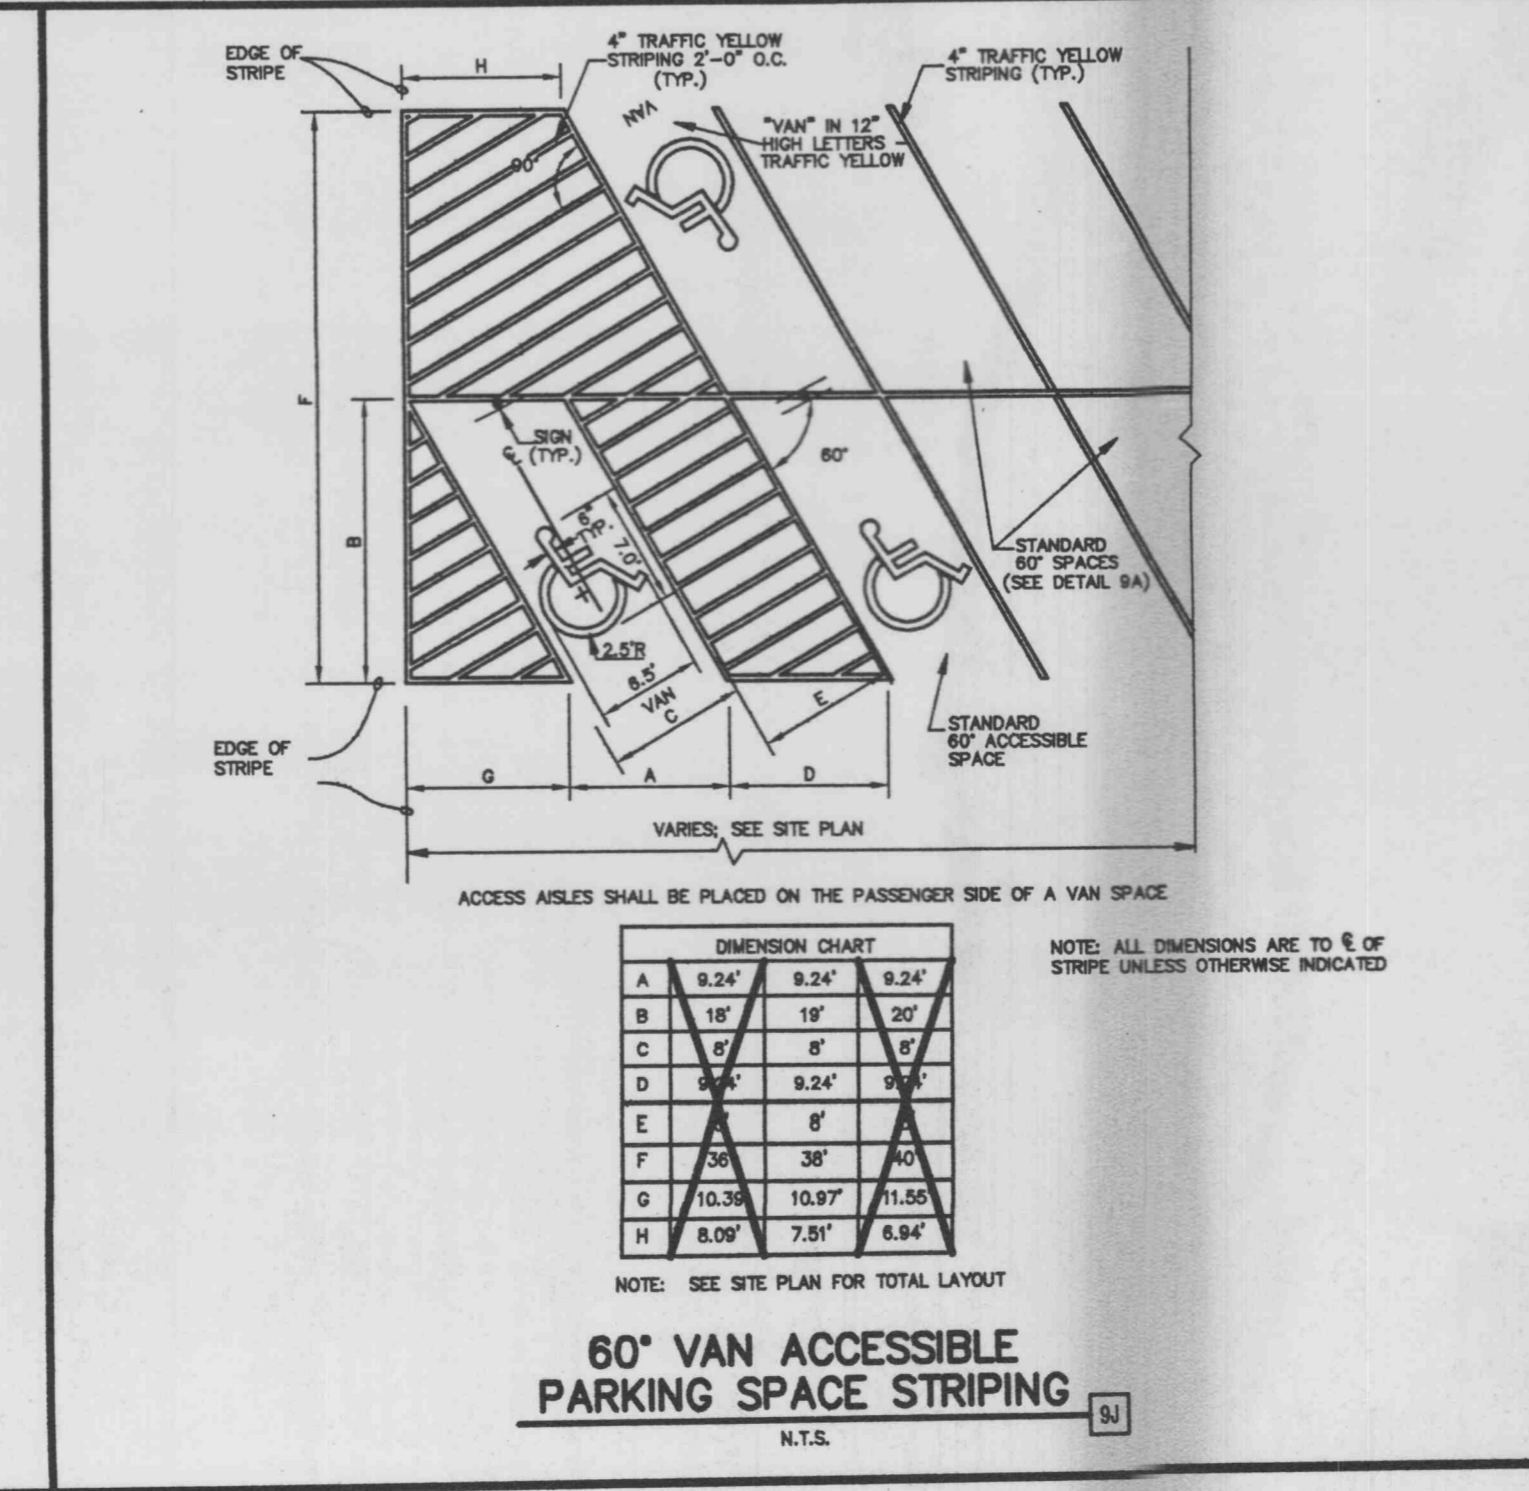 EDGE OF
STRIPE
H
4" TRAFFIC YELLOW
STRIPING 2'-0" O.C.
(TYP.)
4" TRAFFIC YELLOW
STRIPING (TYP.)
VAN
"VAN" IN 12"
HIGH LETTERS
TRAFFIC YELLOW
90°
F
B
SIGN
(TYP.)
℄
60°
6"
TYP.
7.0'
2.5'R
VAN
C
E
STANDARD
60° SPACES
(SEE DETAIL 9A)
STANDARD
60° ACCESSIBLE
SPACE
EDGE OF
STRIPE
G
A
D
VARIES; SEE SITE PLAN
ACCESS AISLES SHALL BE PLACED ON THE PASSENGER SIDE OF A VAN SPACE
NOTE: ALL DIMENSIONS ARE TO ℄ OF
STRIPE UNLESS OTHERWISE INDICATED
DIMENSION CHART
A 9.24' 9.24' 9.24'
B 18' 19' 20'
C 8' 8' 8'
D 9.24' 9.24' 9.24'
E 8'
F 36' 38' 40'
G 10.39' 10.97' 11.55'
H 8.09' 7.51' 6.94'
NOTE: SEE SITE PLAN FOR TOTAL LAYOUT
60° VAN ACCESSIBLE
PARKING SPACE STRIPING
9J
N.T.S.